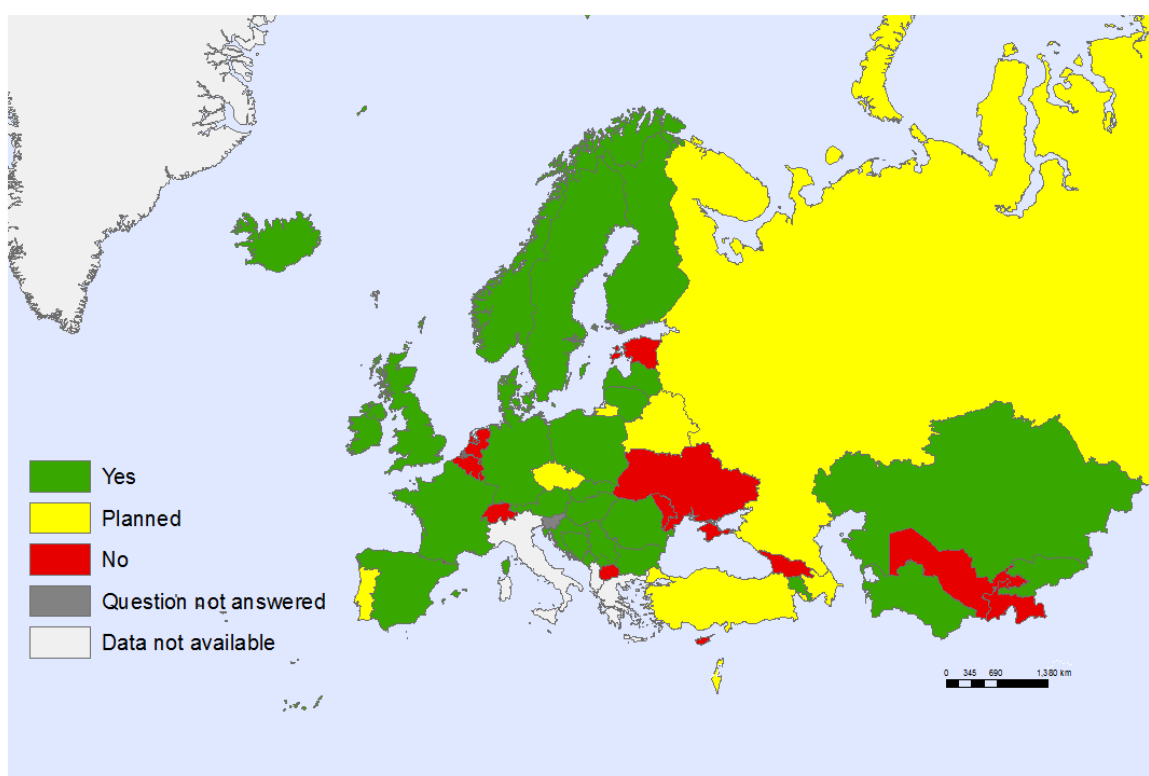 Yes
Planned
No
Question not answered
Data not available
0 345 690 1,380 km